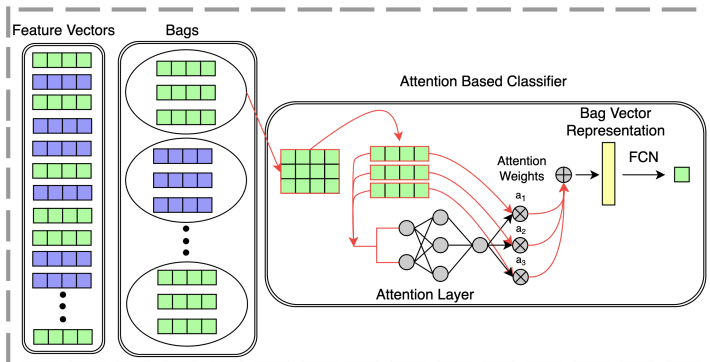 Feature Vectors
Bags
Attention Based Classifier
Bag Vector
Representation
Attention
Weights
FCN
a1
a2
a3
Attention Layer